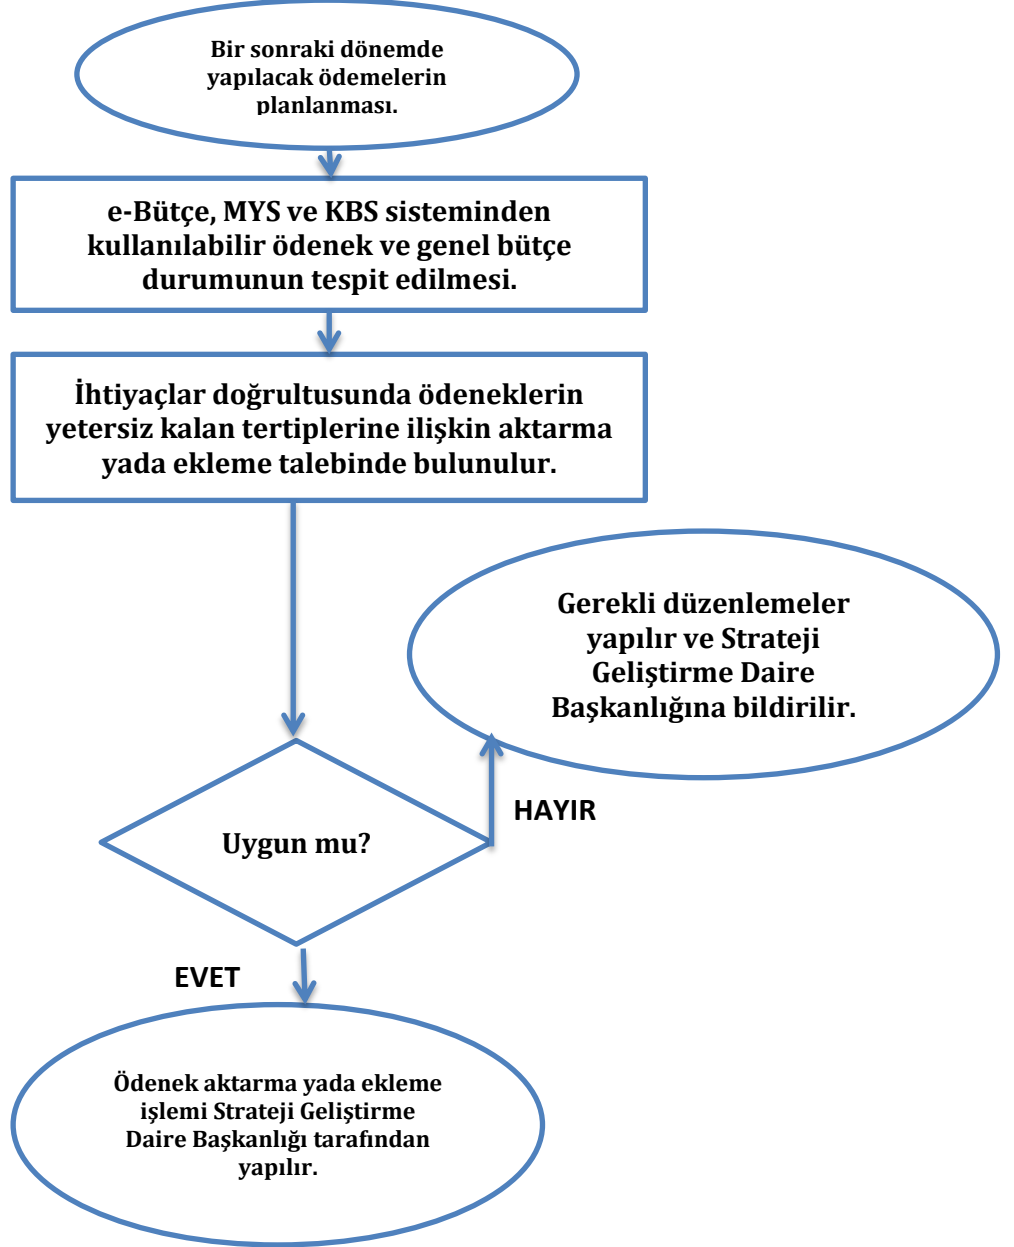 Bir sonraki dönemde
yapılacak ödemelerin
planlanması.
e-Bütçe, MYS ve KBS sisteminden
kullanılabilir ödenek ve genel bütçe
durumunun tespit edilmesi.
İhtiyaçlar doğrultusunda ödeneklerin
yetersiz kalan tertiplerine ilişkin aktarma
yada ekleme talebinde bulunulur.
Gerekli düzenlemeler
yapılır ve Strateji
Geliştirme Daire
Başkanlığına bildirilir.
HAYIR
Uygun mu?
EVET
Ödenek aktarma yada ekleme
işlemi Strateji Geliştirme
Daire Başkanlığı tarafından
yapılır.